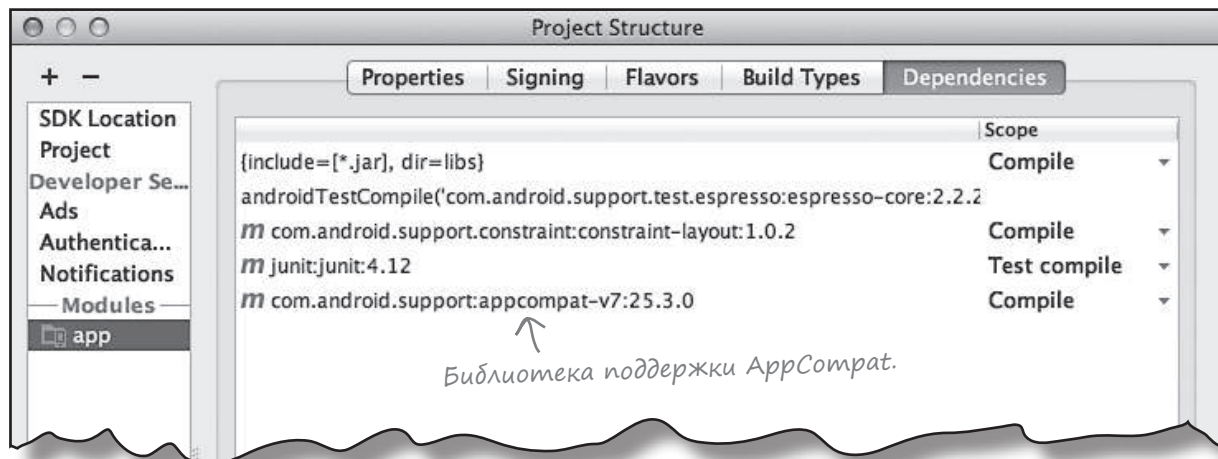 Project Structure
+ −
Properties Signing Flavors Build Types Dependencies
SDK Location
Project
Developer Se...
Ads
Authentica...
Notifications
Modules
app
Scope
{include=[*.jar], dir=libs} Compile
androidTestCompile('com.android.support.test.espresso:espresso-core:2.2.2
m com.android.support.constraint:constraint-layout:1.0.2 Compile
m junit:junit:4.12 Test compile
m com.android.support:appcompat-v7:25.3.0 Compile
Библиотека поддержки AppCompat.